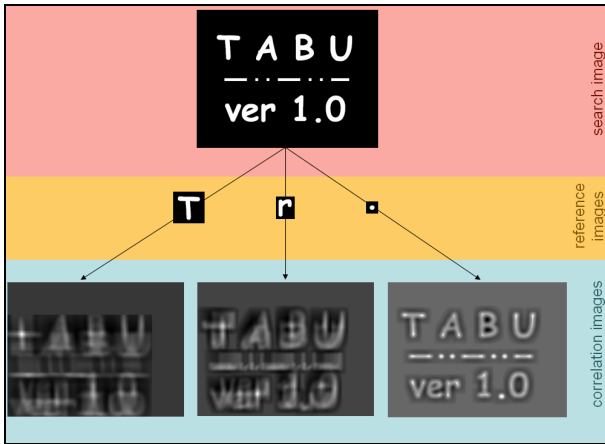 T A B U
— · · — · · —
ver 1.0
search image
T r .
reference
images
T A B U
— · · — · · —
ver 1.0
correlation images